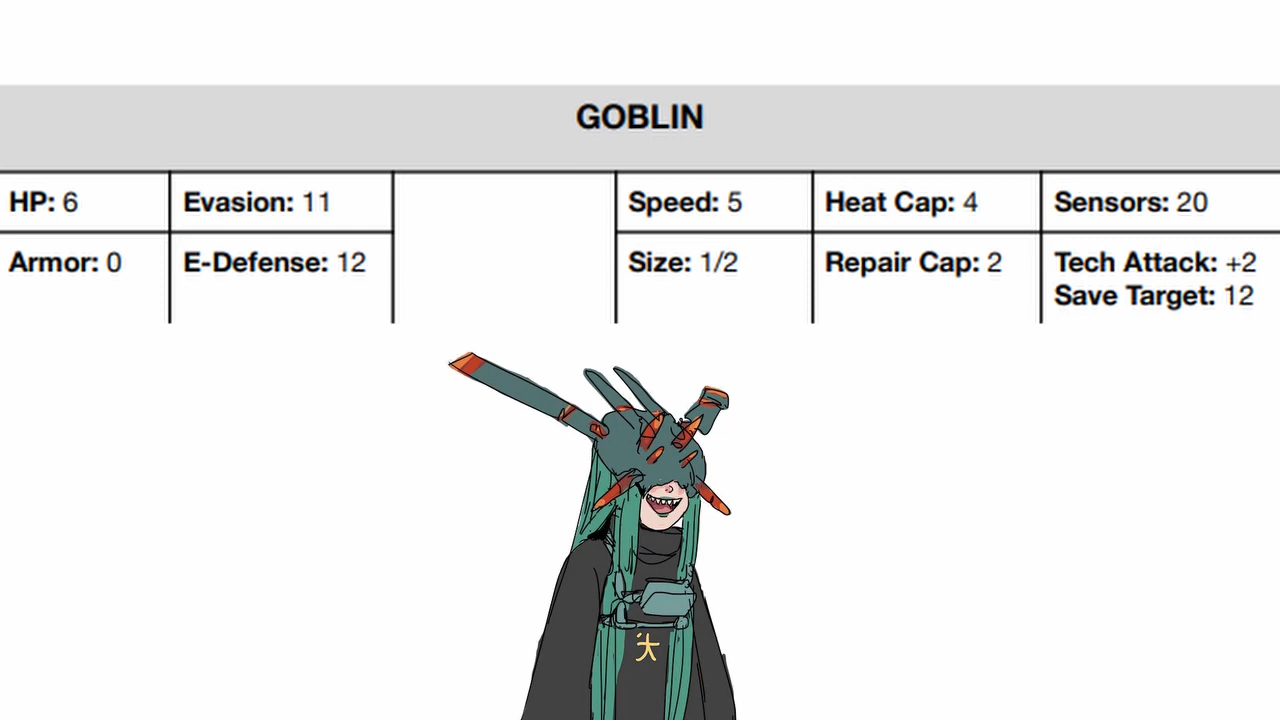 GOBLIN
HP: 6 Evasion: 11 Speed: 5 Heat Cap: 4 Sensors: 20
Armor: 0 E-Defense: 12 Size: 1/2 Repair Cap: 2 Tech Attack: +2
Save Target: 12